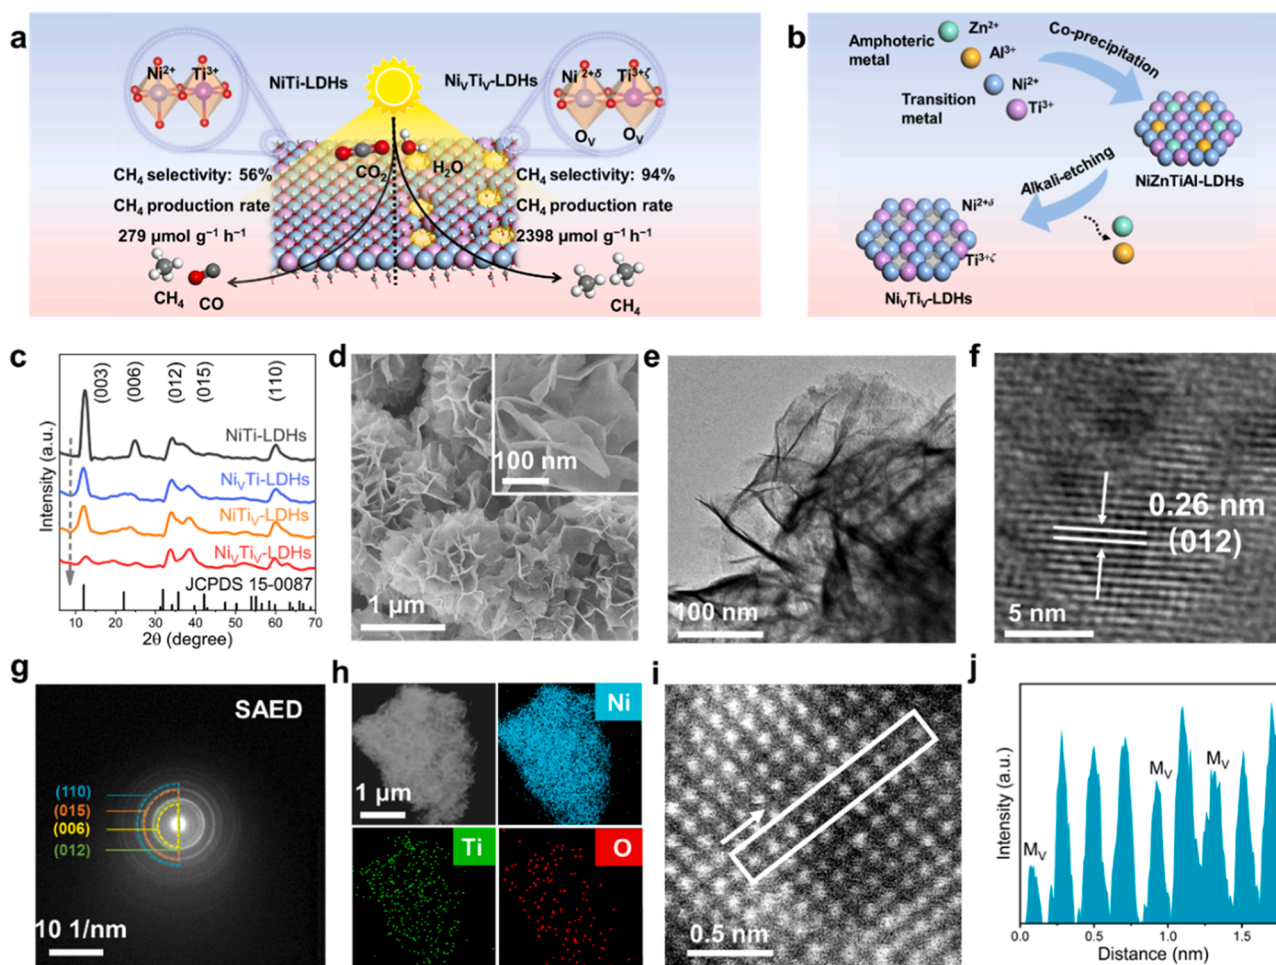 a
Ni²⁺ Ti³⁺
NiTi-LDHs
NiᵥTiᵥ-LDHs
Ni²⁺ᵟ Ti³⁺ᶻ
Oᵥ Oᵥ
CO₂
H₂O
CH₄ selectivity: 56%
CH₄ production rate
279 μmol g⁻¹ h⁻¹
CH₄ selectivity: 94%
CH₄ production rate
2398 μmol g⁻¹ h⁻¹
CH₄
CO
CH₄
b
Amphoteric
metal
Zn²⁺
Al³⁺
Transition
metal
Ni²⁺
Ti³⁺
Co-precipitation
NiZnTiAl-LDHs
Alkali-etching
Ni²⁺ᵟ
Ti³⁺ᶻ
NiᵥTiᵥ-LDHs
c
Intensity (a.u.)
(003) (006) (012) (015) (110)
NiTi-LDHs
NiᵥTi-LDHs
NiTiᵥ-LDHs
NiᵥTiᵥ-LDHs
JCPDS 15-0087
10 20 30 40 50 60 70
2θ (degree)
d
100 nm
1 μm
e
100 nm
f
0.26 nm
(012)
5 nm
g
SAED
(110)
(015)
(006)
(012)
10 1/nm
h
Ni
1 μm
Ti
O
i
0.5 nm
j
Intensity (a.u.)
Mᵥ
Mᵥ
Mᵥ
0.0 0.5 1.0 1.5
Distance (nm)